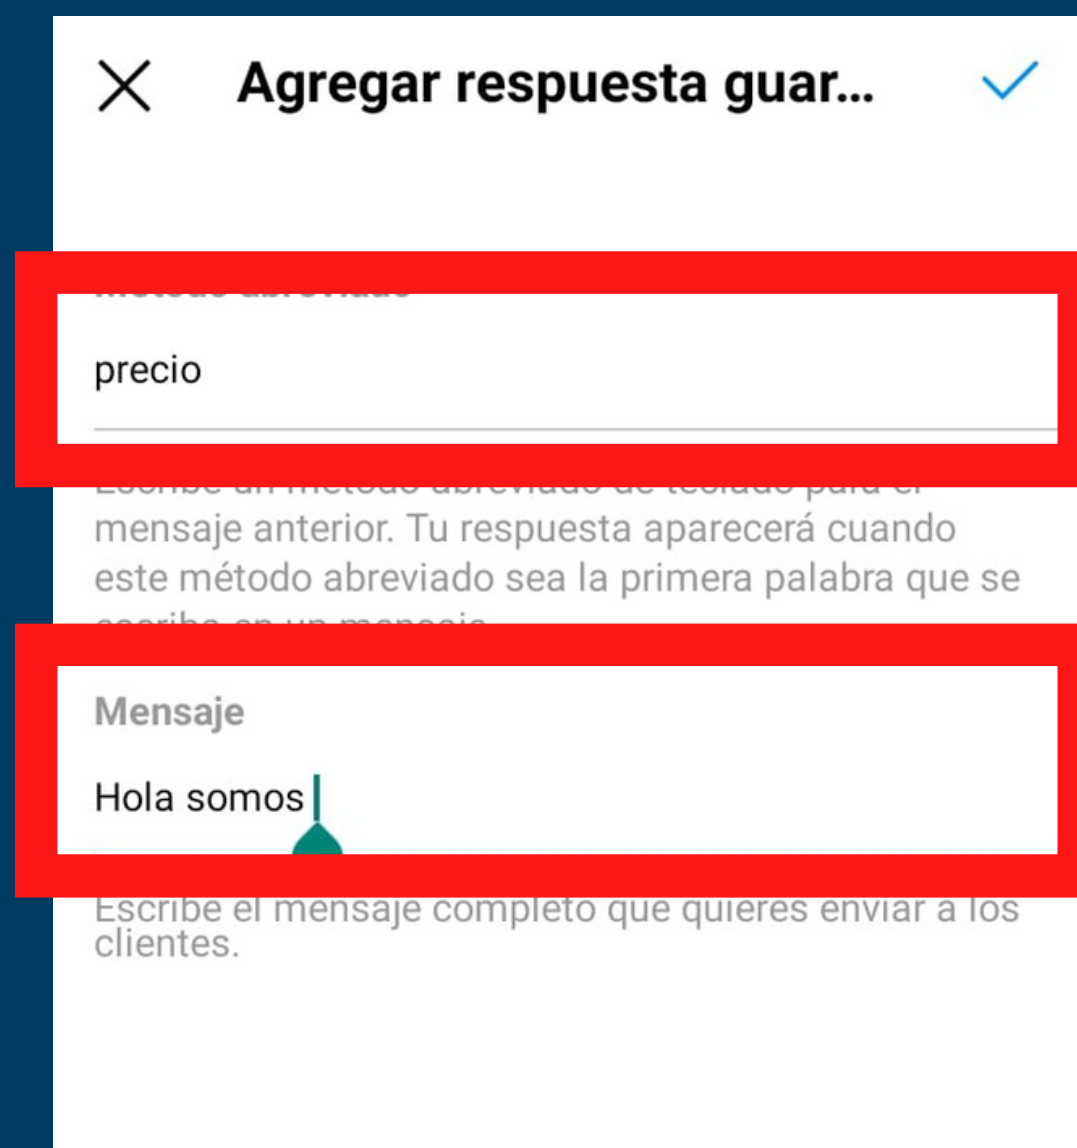 Agregar respuesta guar...
precio
mensaje anterior. Tu respuesta aparecerá cuando
este método abreviado sea la primera palabra que se
Mensaje
Hola somos
Escribe el mensaje completo que quieres enviar a los
clientes.